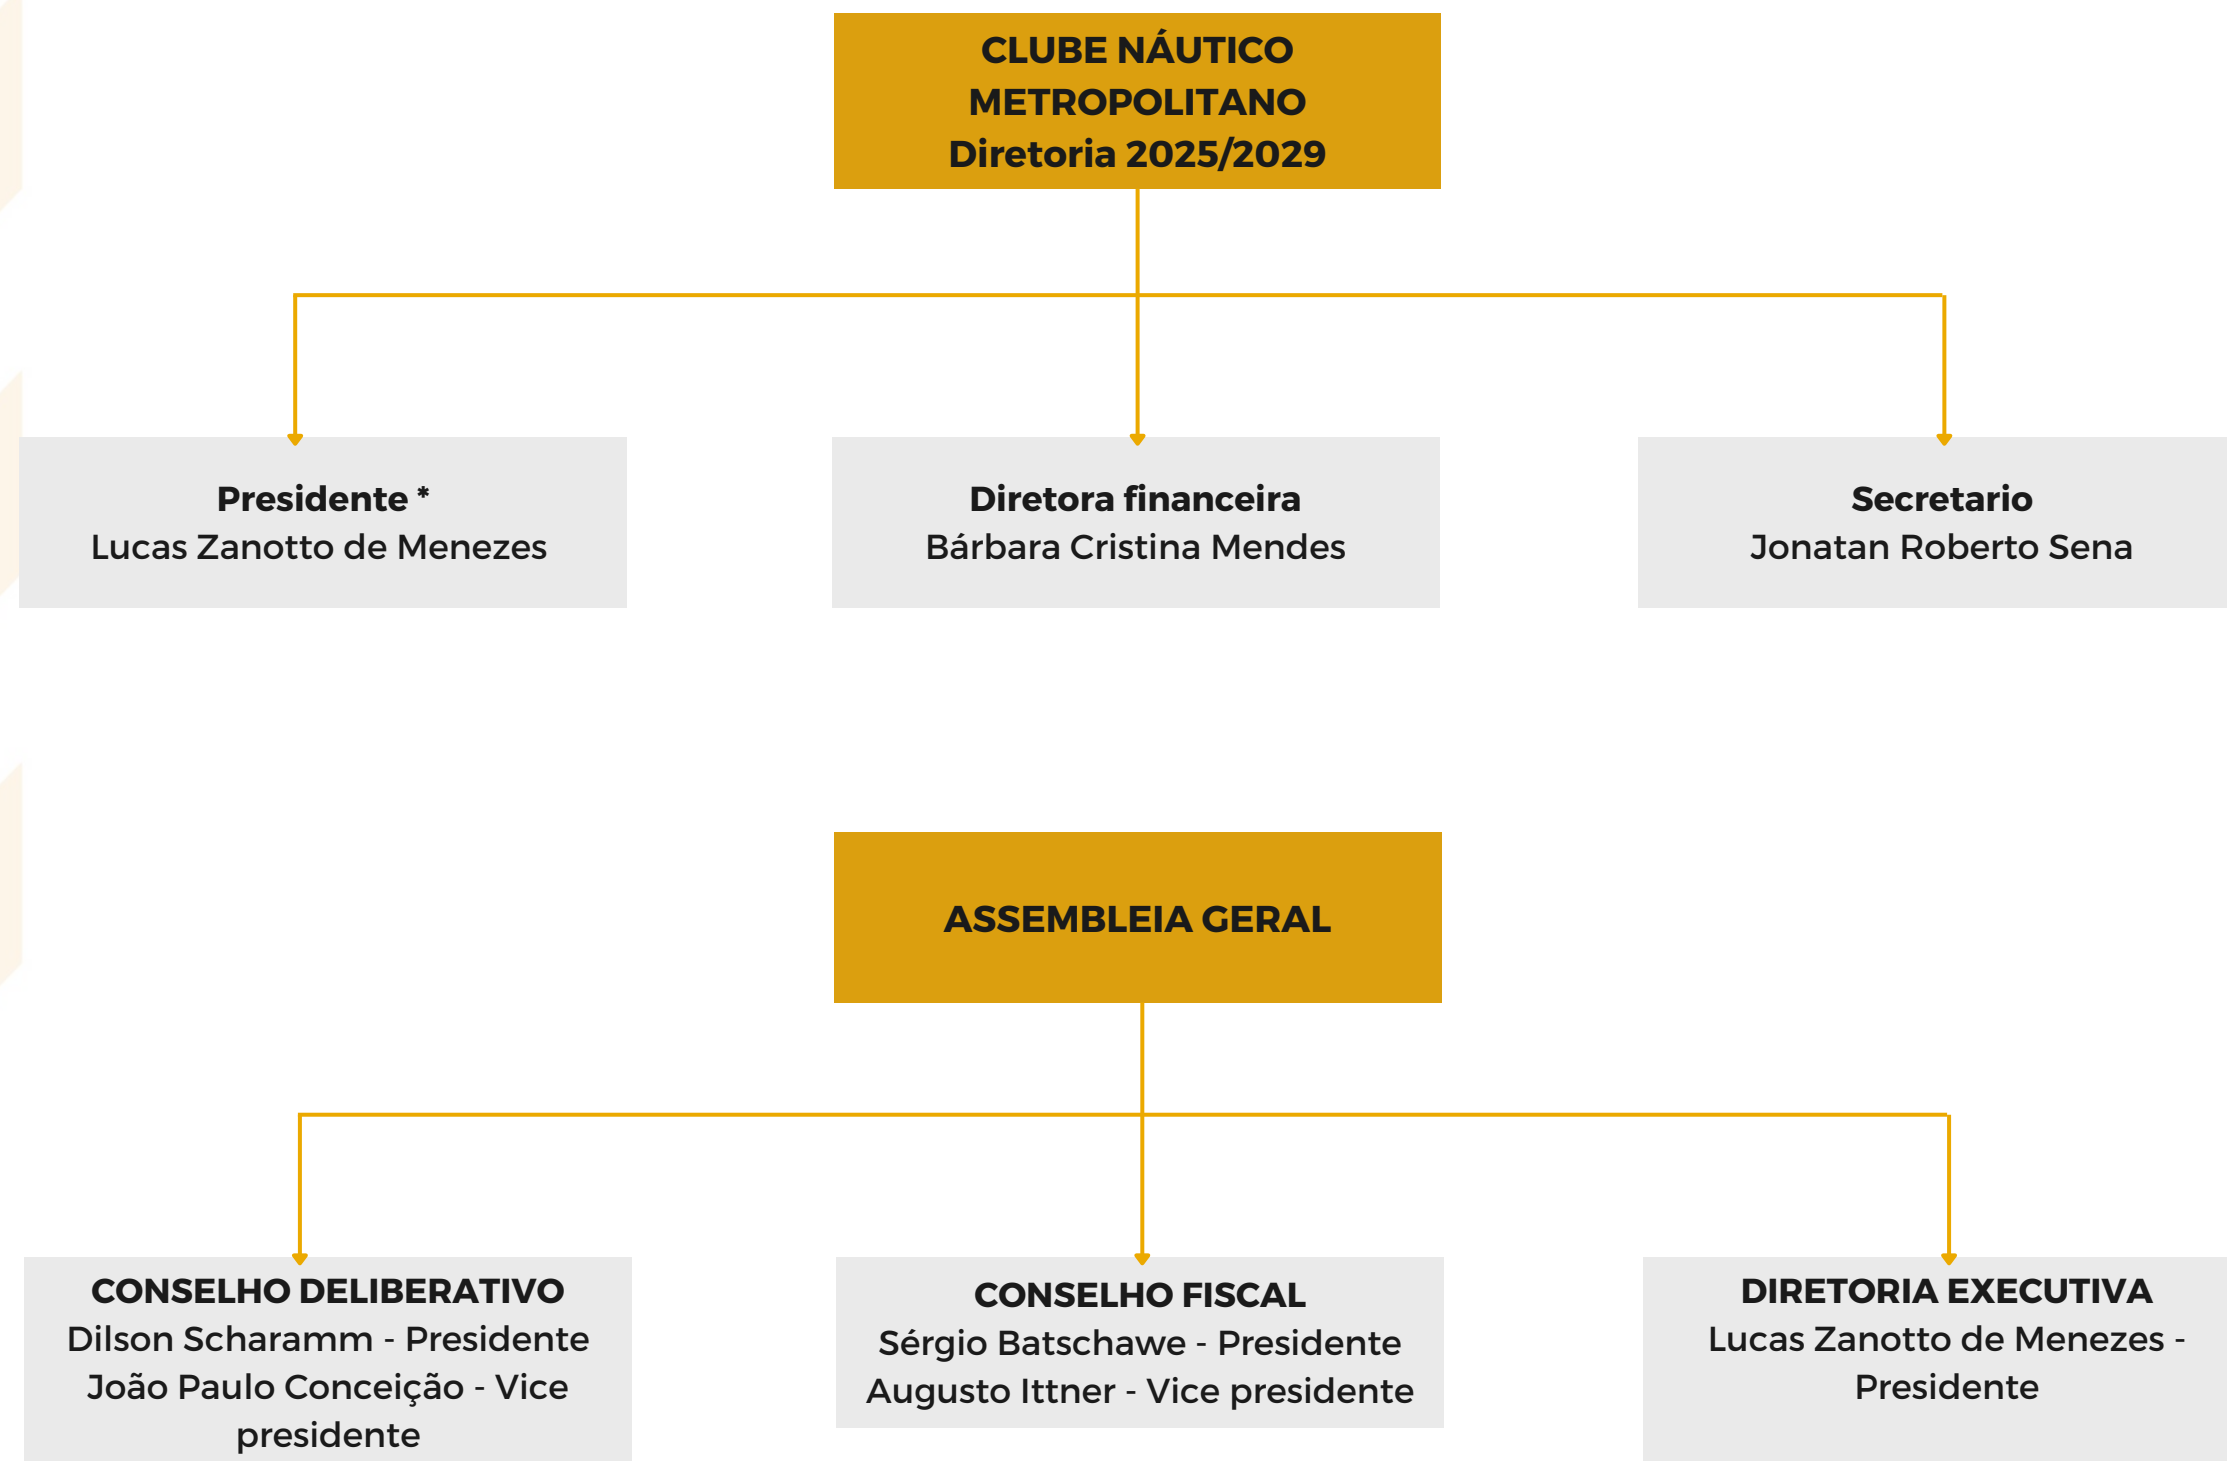 CLUBE NÁUTICO
METROPOLITANO
Diretoria 2025/2029
Presidente *
Lucas Zanotto de Menezes
Diretora financeira
Bárbara Cristina Mendes
Secretario
Jonatan Roberto Sena
ASSEMBLEIA GERAL
CONSELHO DELIBERATIVO
Dilson Scharamm - Presidente
João Paulo Conceição - Vice
presidente
CONSELHO FISCAL
Sérgio Batschawe - Presidente
Augusto Ittner - Vice presidente
DIRETORIA EXECUTIVA
Lucas Zanotto de Menezes -
Presidente